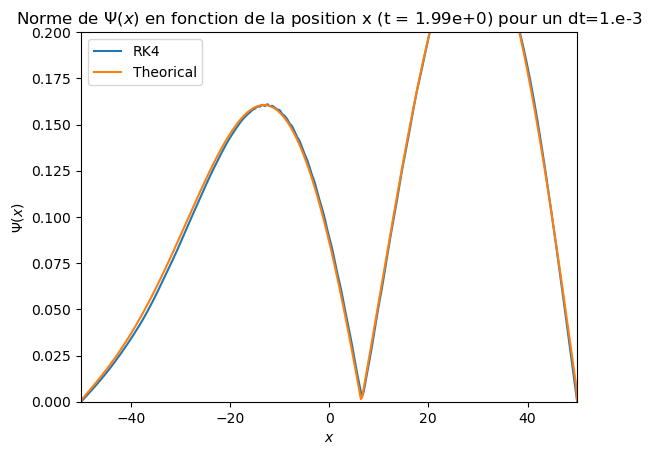 Norme de Ψ(x) en fonction de la position x (t = 1.99e+0) pour un dt=1.e-3
0.200
0.175
0.150
0.125
0.100
0.075
0.050
0.025
0.000
Ψ(x)
RK4
Theorical
−40
−20
0
20
40
x